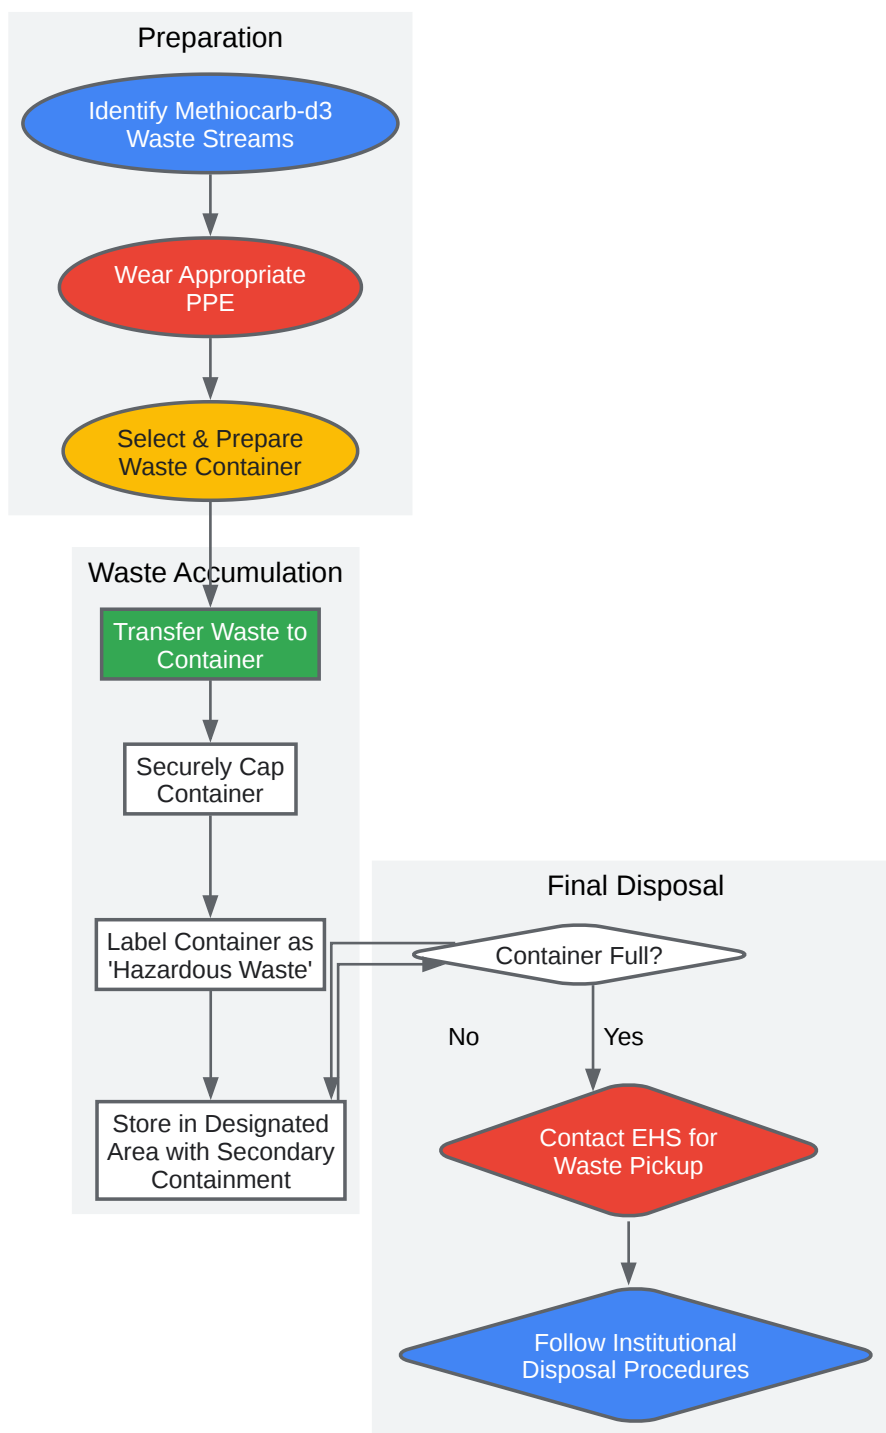 Preparation
Identify Methiocarb-d3
Waste Streams
Wear Appropriate
PPE
Select & Prepare
Waste Container
Waste Accumulation
Transfer Waste to
Container
Securely Cap
Container
Label Container as
'Hazardous Waste'
Store in Designated
Area with Secondary
Containment
Final Disposal
Container Full?
No
Yes
Contact EHS for
Waste Pickup
Follow Institutional
Disposal Procedures